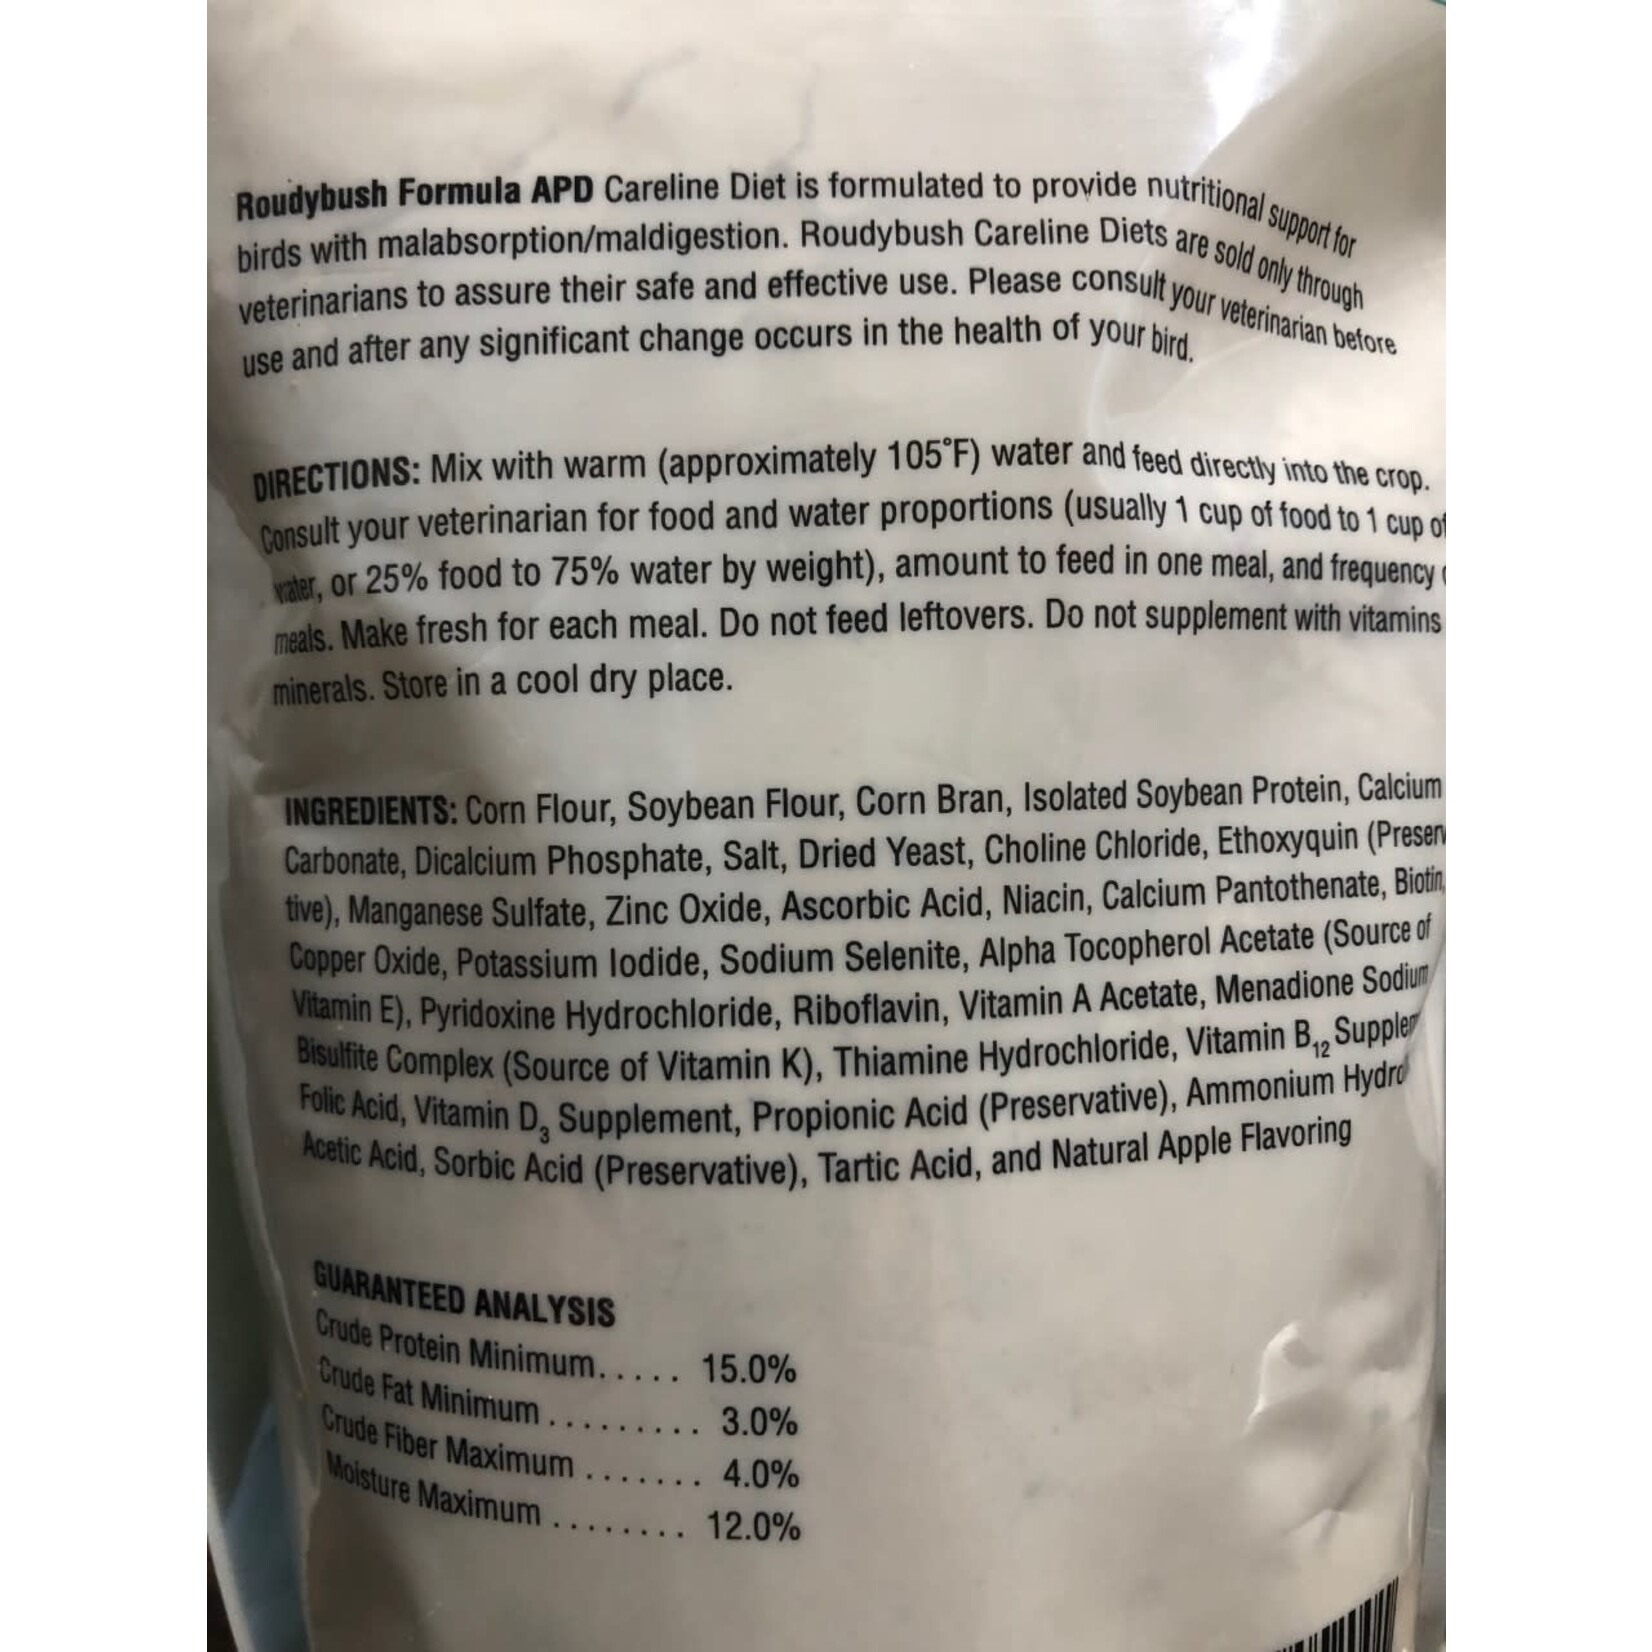 Roudybush Formula APD Careline Diet is formulated to provide nutritional support for
birds with malabsorption/maldigestion. Roudybush Careline Diets are sold only through
veterinarians to assure their safe and effective use. Please consult your veterinarian before
use and after any significant change occurs in the health of your bird.
DIRECTIONS: Mix with warm (approximately 105°F) water and feed directly into the crop.
Consult your veterinarian for food and water proportions (usually 1 cup of food to 1 cup of
water, or 25% food to 75% water by weight), amount to feed in one meal, and frequency
meals. Make fresh for each meal. Do not feed leftovers. Do not supplement with vitamins
minerals. Store in a cool dry place.
INGREDIENTS: Corn Flour, Soybean Flour, Corn Bran, Isolated Soybean Protein, Calcium
Carbonate, Dicalcium Phosphate, Salt, Dried Yeast, Choline Chloride, Ethoxyquin (Preserv
tive), Manganese Sulfate, Zinc Oxide, Ascorbic Acid, Niacin, Calcium Pantothenate, Biotin,
Copper Oxide, Potassium Iodide, Sodium Selenite, Alpha Tocopherol Acetate (Source of
Vitamin E), Pyridoxine Hydrochloride, Riboflavin, Vitamin A Acetate, Menadione Sodium
Bisulfite Complex (Source of Vitamin K), Thiamine Hydrochloride, Vitamin B12 Supplem
Folic Acid, Vitamin D3 Supplement, Propionic Acid (Preservative), Ammonium Hydro
Acetic Acid, Sorbic Acid (Preservative), Tartic Acid, and Natural Apple Flavoring
GUARANTEED ANALYSIS
Crude Protein Minimum. . . . . . 15.0%
Crude Fat Minimum . . . . . . . . . 3.0%
Crude Fiber Maximum . . . . . . . 4.0%
Moisture Maximum . . . . . . . . 12.0%